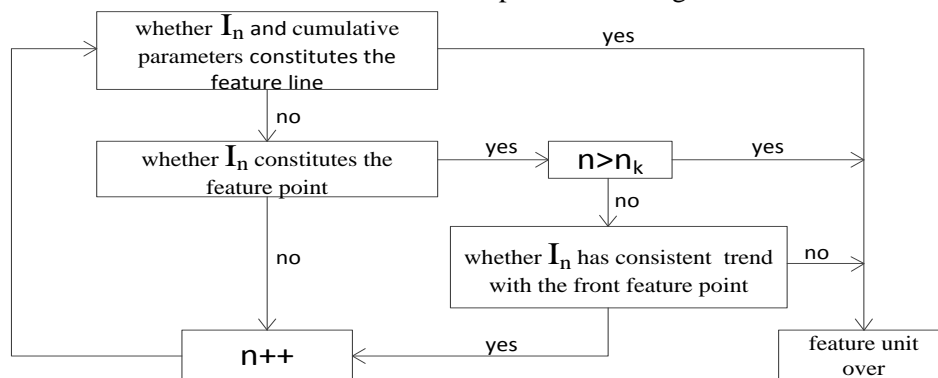 whether Iₙ and cumulative
parameters constitutes the
feature line
yes
no
whether Iₙ constitutes the
feature point
yes
n>nₖ
yes
no
no
whether Iₙ has consistent trend
with the front feature point
no
n++
yes
feature unit
over